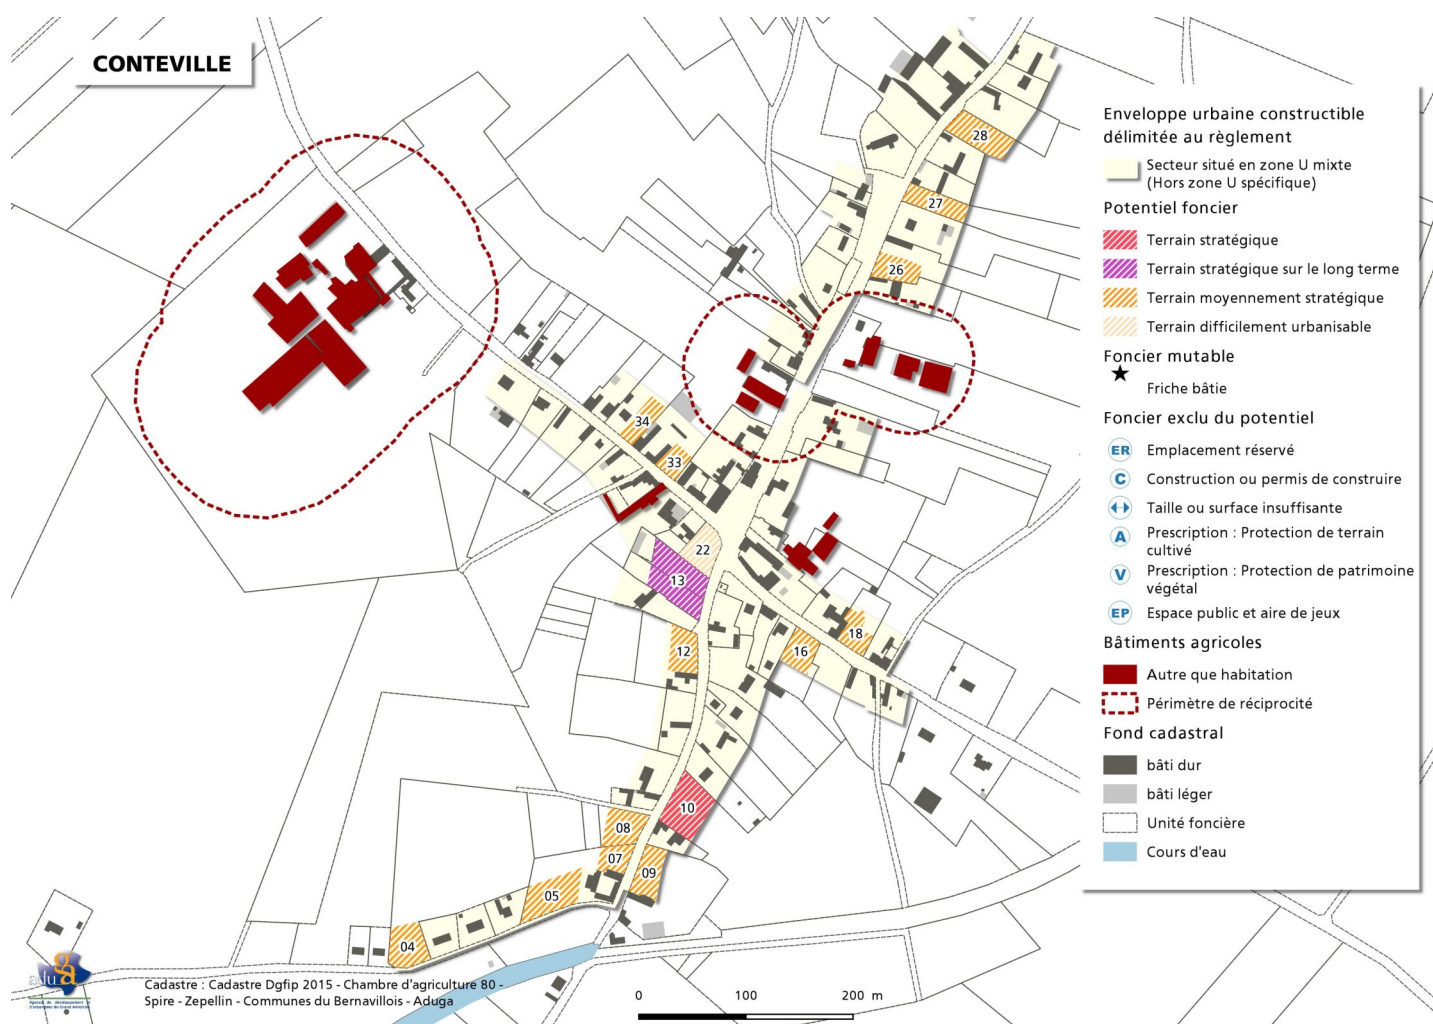 CONTEVILLE
Enveloppe urbaine constructible
délimitée au règlement
Secteur situé en zone U mixte
(Hors zone U spécifique)
Potentiel foncier
Terrain stratégique
Terrain stratégique sur le long terme
Terrain moyennement stratégique
Terrain difficilement urbanisable
Foncier mutable
Friche bâtie
Foncier exclu du potentiel
ER Emplacement réservé
C Construction ou permis de construire
Taille ou surface insuffisante
A Prescription : Protection de terrain
cultivé
V Prescription : Protection de patrimoine
végétal
EP Espace public et aire de jeux
Bâtiments agricoles
Autre que habitation
Périmètre de réciprocité
Fond cadastral
bâti dur
bâti léger
Unité foncière
Cours d'eau
28
27
26
34
33
22
13
18
12
16
10
08
07
09
05
04
aduga
Cadastre : Cadastre Dgfip 2015 - Chambre d'agriculture 80 -
Spire - Zepellin - Communes du Bernavillois - Aduga
0 100 200 m